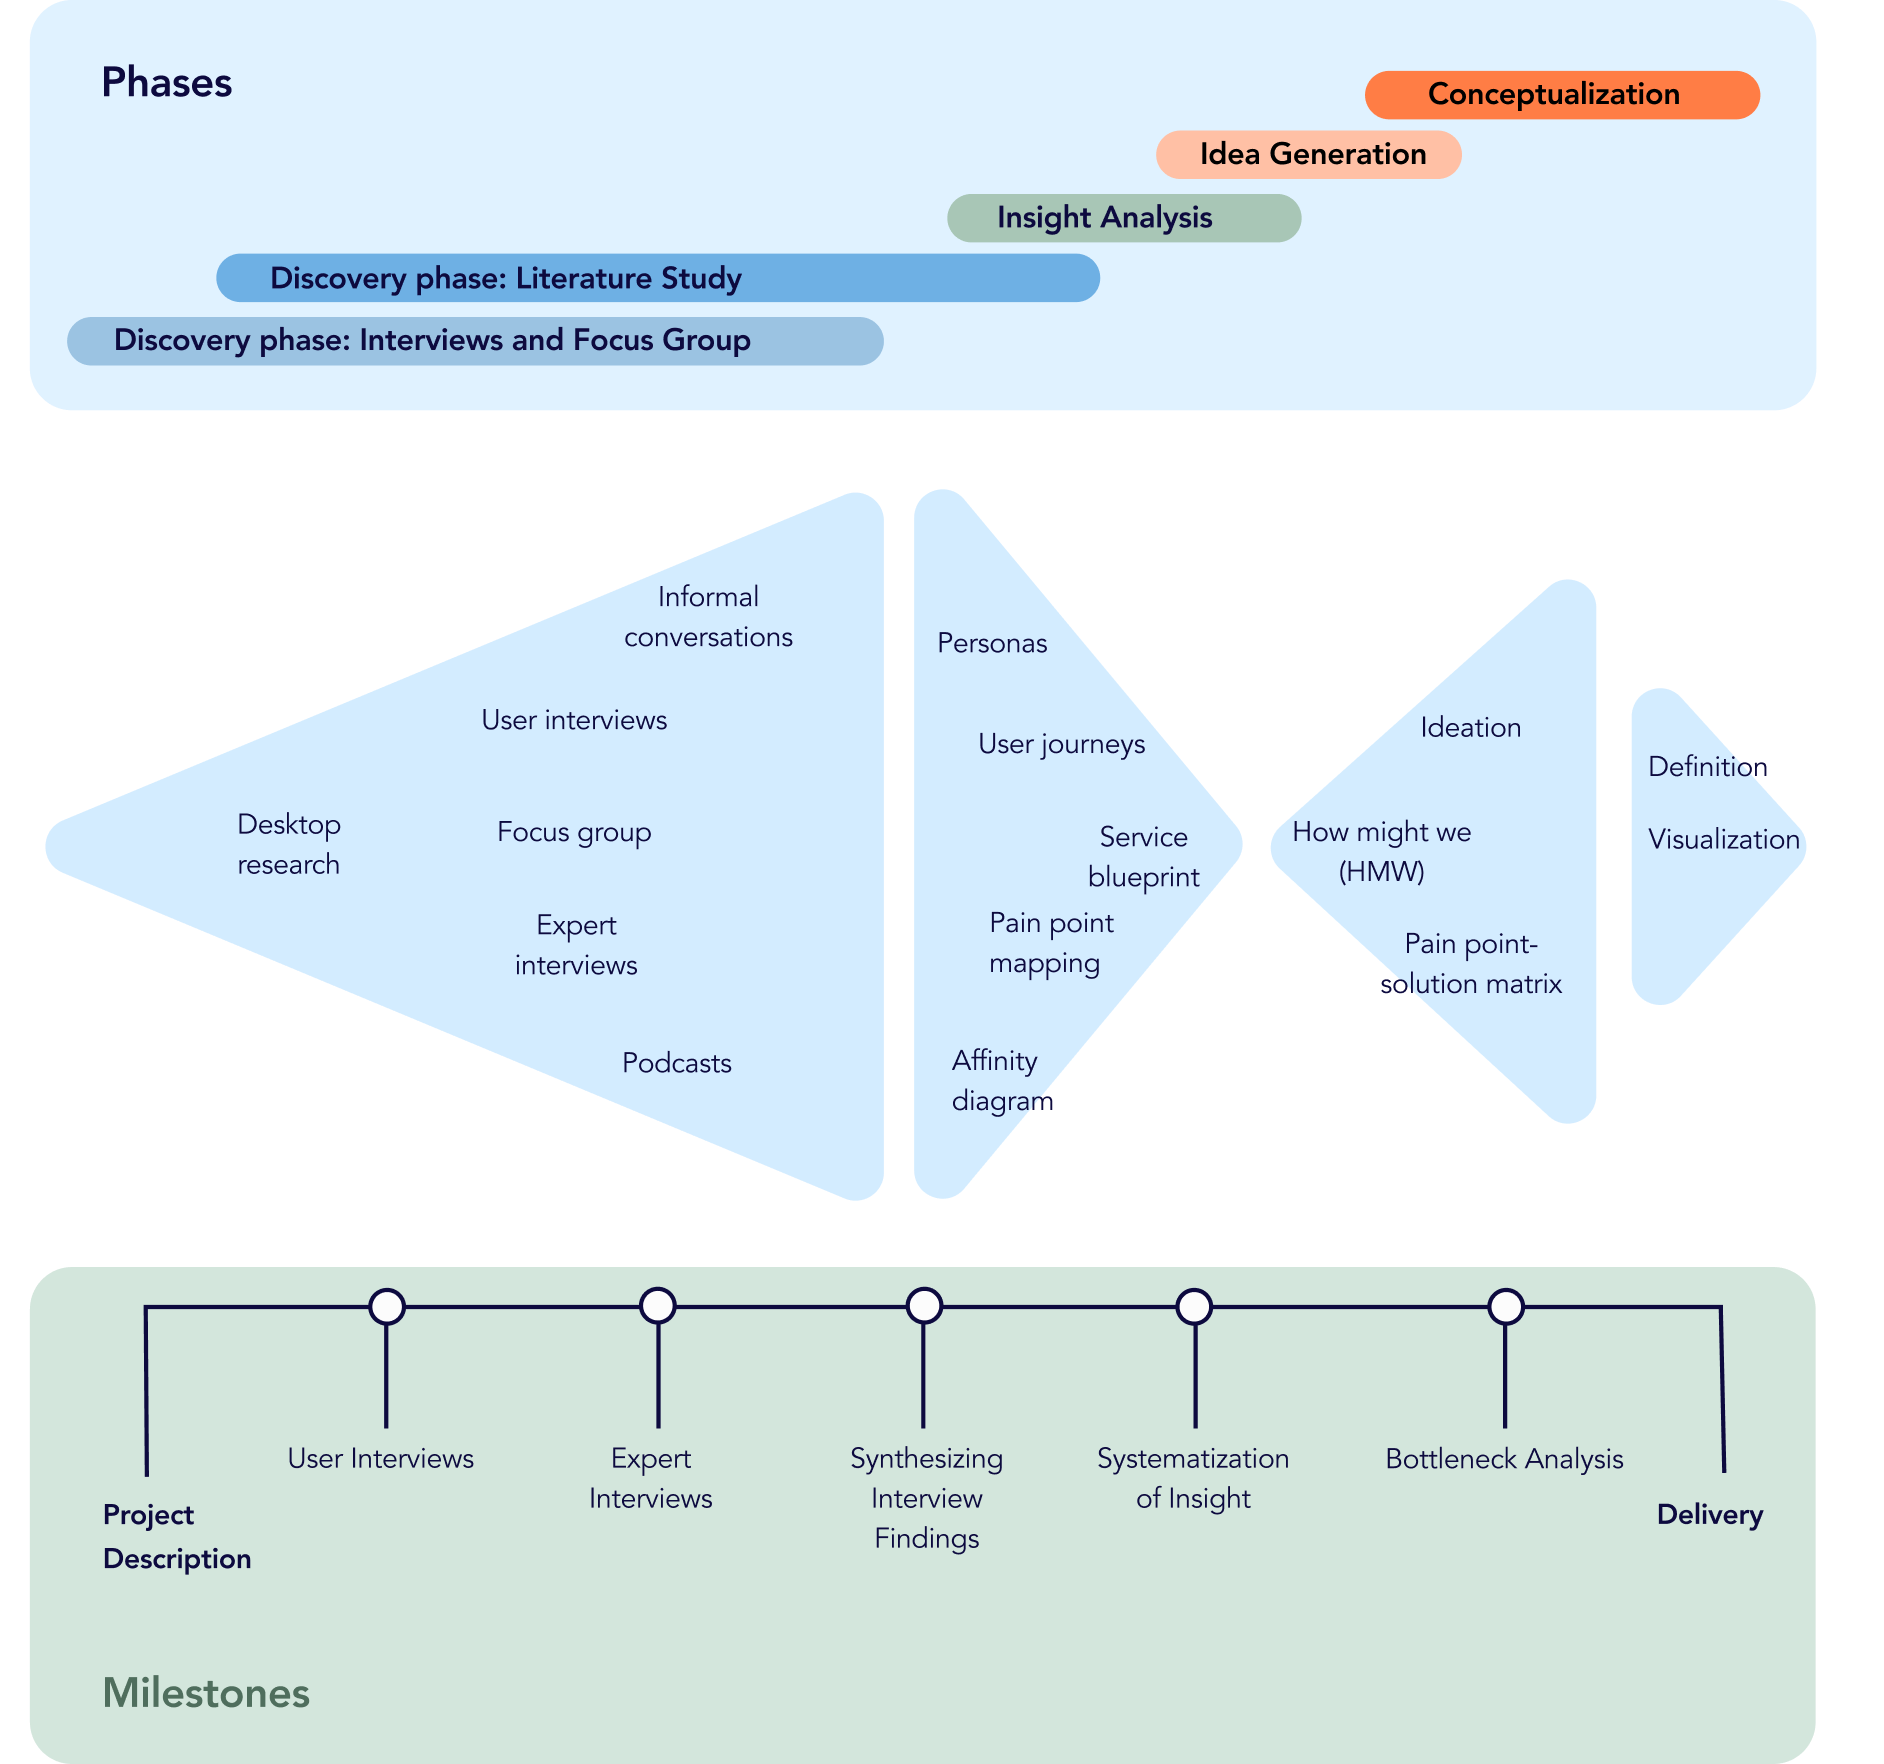 Phases
Conceptualization
Idea Generation
Insight Analysis
Discovery phase: Literature Study
Discovery phase: Interviews and Focus Group
Informal
conversations
User interviews
Desktop
research
Focus group
Expert
interviews
Podcasts
Personas
User journeys
Service
blueprint
Pain point
mapping
Affinity
diagram
Ideation
How might we
(HMW)
Pain point-
solution matrix
Definition
Visualization
Project
Description
User Interviews
Expert
Interviews
Synthesizing
Interview
Findings
Systematization
of Insight
Bottleneck Analysis
Delivery
Milestones